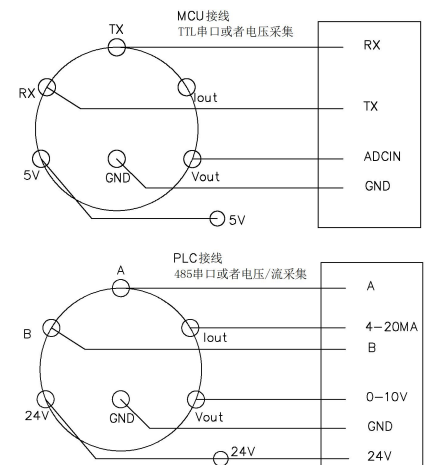 MCU接线
TTL串口或者电压采集
TX
RX
RX
Iout
TX
ADCIN
5V
GND
Vout
GND
5V
PLC接线
485串口或者电压/流采集
A
A
B
4-20MA
Iout
B
0-10V
24V
GND
Vout
GND
24V
24V